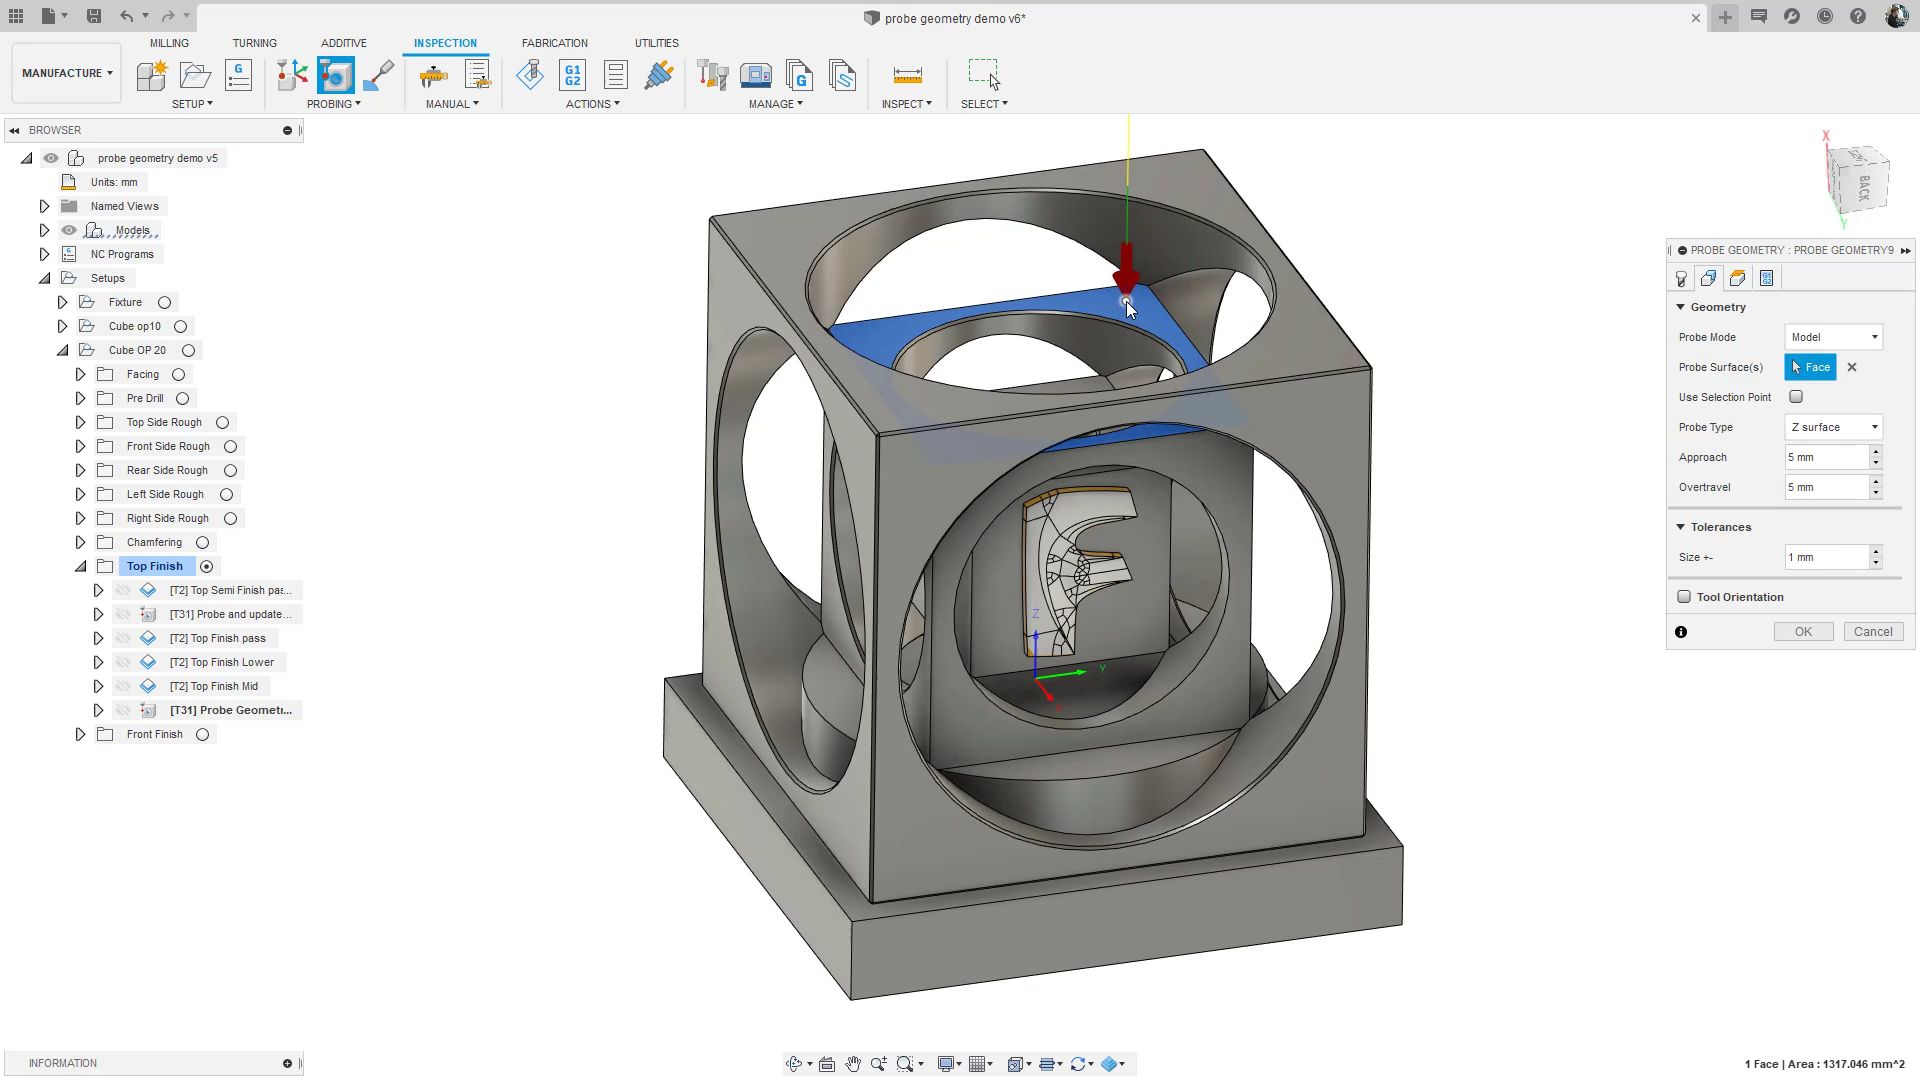 probe geometry demo v6*
MILLING TURNING ADDITIVE INSPECTION FABRICATION UTILITIES
MANUFACTURE
SETUP PROBING MANUAL ACTIONS MANAGE INSPECT SELECT
G
G1
G2
G
BROWSER
probe geometry demo v5
Units: mm
Named Views
Models
NC Programs
Setups
Fixture
Cube op10
Cube OP 20
Facing
Pre Drill
Top Side Rough
Front Side Rough
Rear Side Rough
Left Side Rough
Right Side Rough
Chamfering
Top Finish
[T2] Top Semi Finish pas...
[T31] Probe and update...
[T2] Top Finish pass
[T2] Top Finish Lower
[T2] Top Finish Mid
[T31] Probe Geometr...
Front Finish
INFORMATION
F
Z
Y
X
BACK
Y
PROBE GEOMETRY : PROBE GEOMETRY9
Geometry
Probe Mode Model
Probe Surface(s) Face
Use Selection Point
Probe Type Z surface
Approach 5 mm
Overtravel 5 mm
Tolerances
Size +- 1 mm
Tool Orientation
OK Cancel
1 Face | Area : 1317.046 mm^2